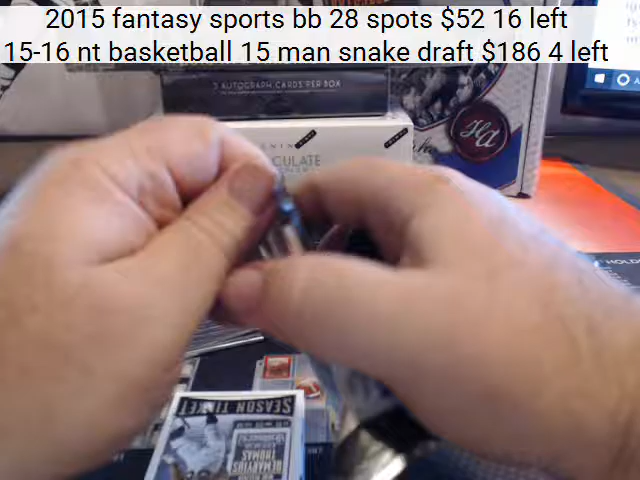 2015 fantasy sports bb 28 spots $52 16 left
15-16 nt basketball 15 man snake draft $186 4 left
3 AUTOGRAPH CARDS PER BOX
CULATE
SEASON TICKET
DEMARYIUS
THOMAS
HOLD